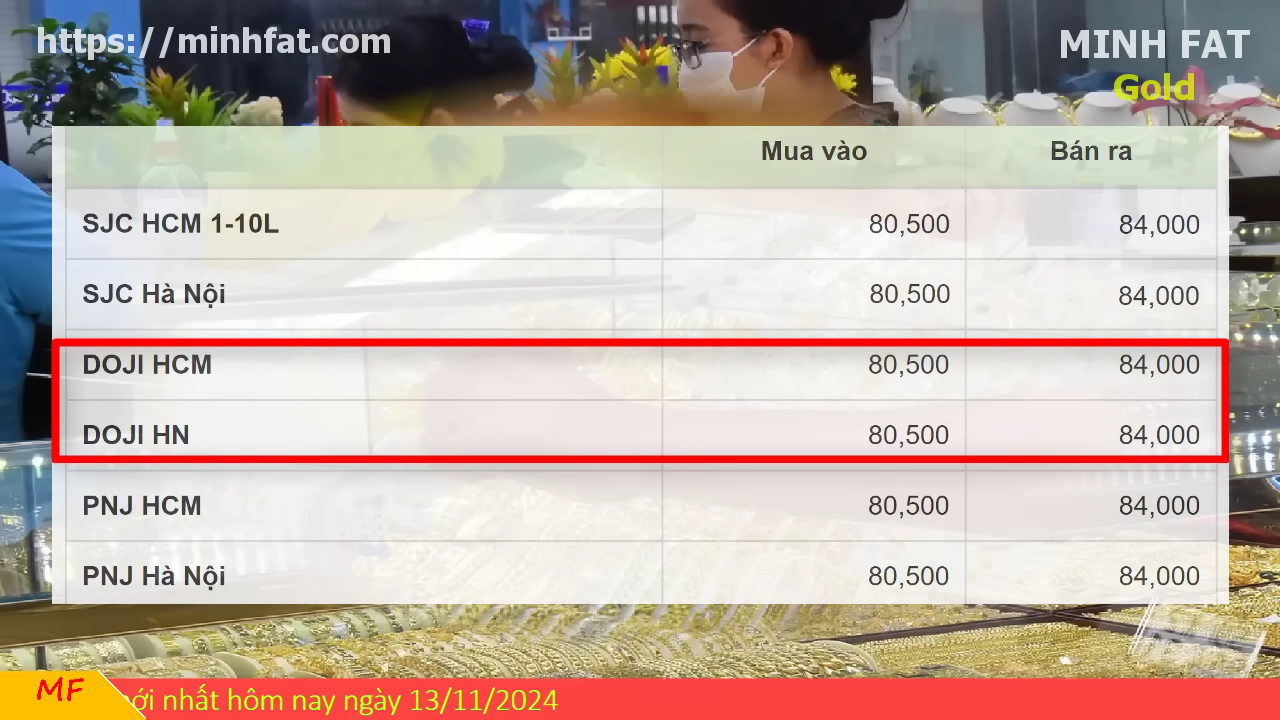 https://minhfat.com
MINH FAT
Gold
Mua vào Bán ra
SJC HCM 1-10L 80,500 84,000
SJC Hà Nội 80,500 84,000
DOJI HCM 80,500 84,000
DOJI HN 80,500 84,000
PNJ HCM 80,500 84,000
PNJ Hà Nội 80,500 84,000
MF
nhất hôm nay ngày 13/11/2024